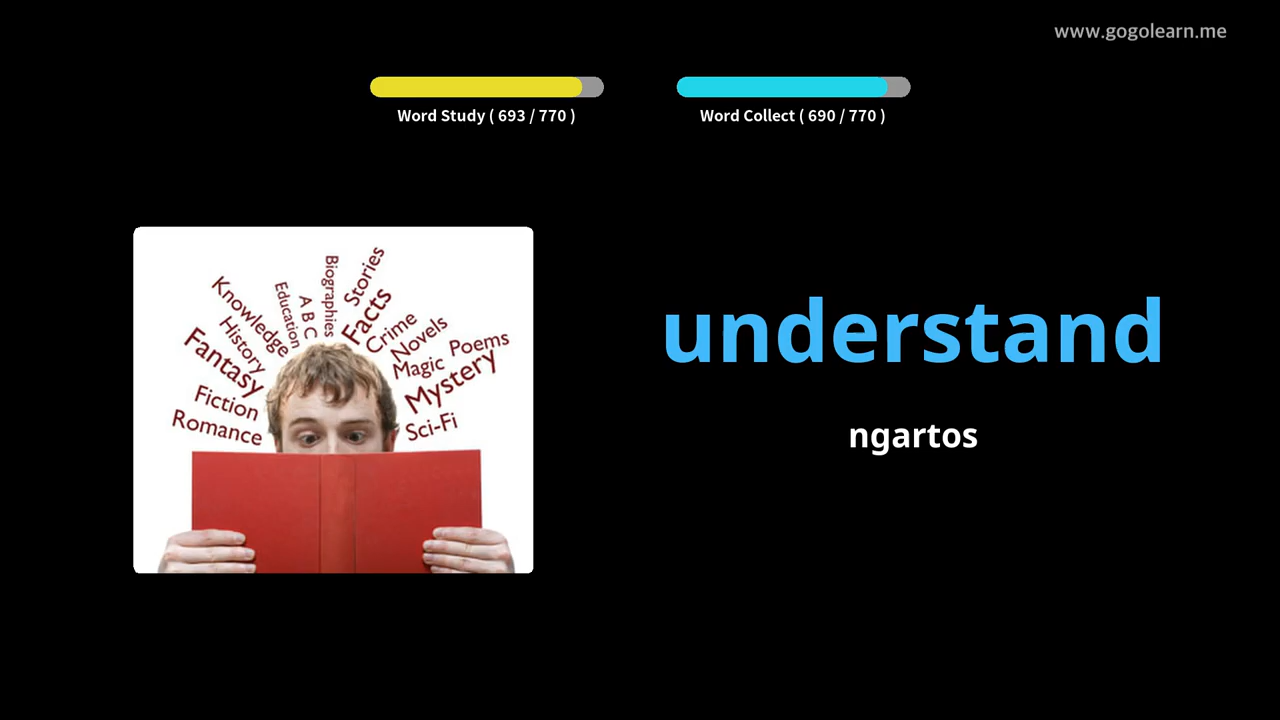 www.gogolearn.me
Word Study ( 693 / 770 )
Word Collect ( 690 / 770 )
Biographies
Stories
Education
A B C
Facts
Knowledge
Crime
History
Novels
Fantasy
Magic
Poems
Mystery
Fiction
Romance
Sci-Fi
understand
ngartos